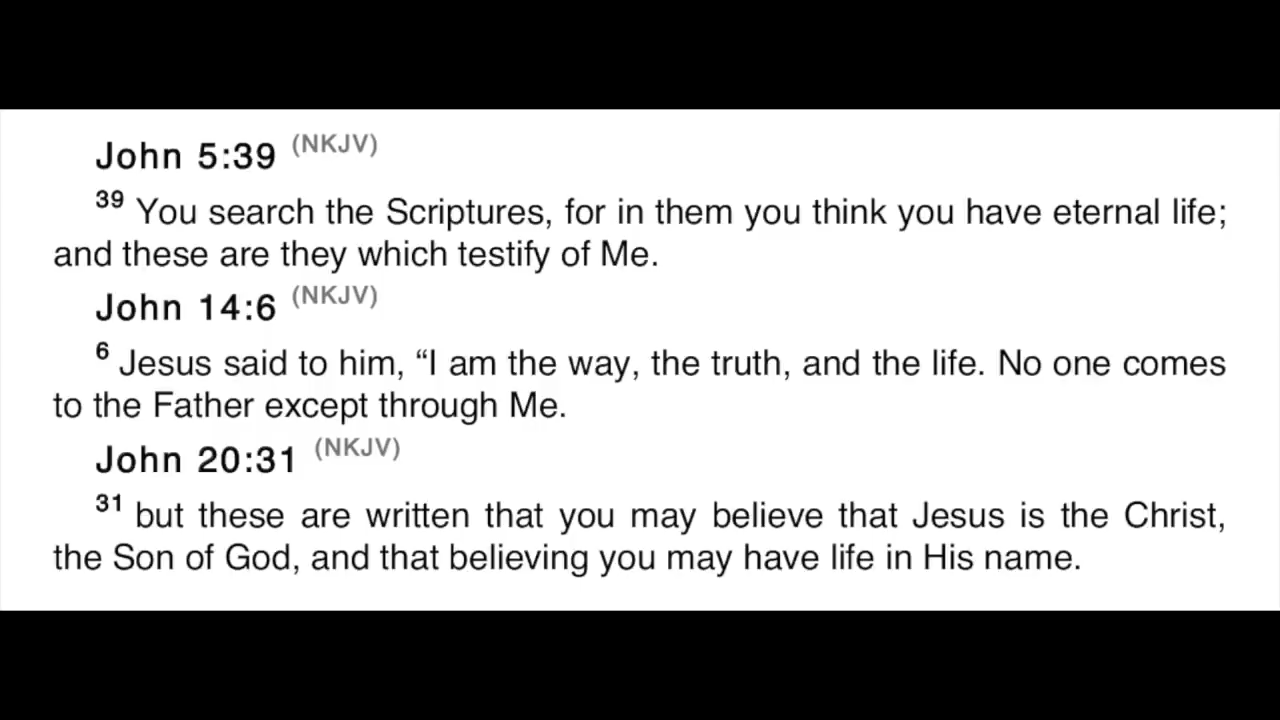 John 5:39 (NKJV)
39 You search the Scriptures, for in them you think you have eternal life;
and these are they which testify of Me.
John 14:6 (NKJV)
6 Jesus said to him, “I am the way, the truth, and the life. No one comes
to the Father except through Me.
John 20:31 (NKJV)
31 but these are written that you may believe that Jesus is the Christ,
the Son of God, and that believing you may have life in His name.